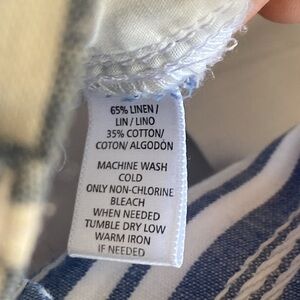 65% LINEN/
LIN / LINO
35% COTTON/
COTON/ ALGODÓN
MACHINE WASH
COLD
ONLY NON-CHLORINE
BLEACH
WHEN NEEDED
TUMBLE DRY LOW
WARM IRON
IF NEEDED